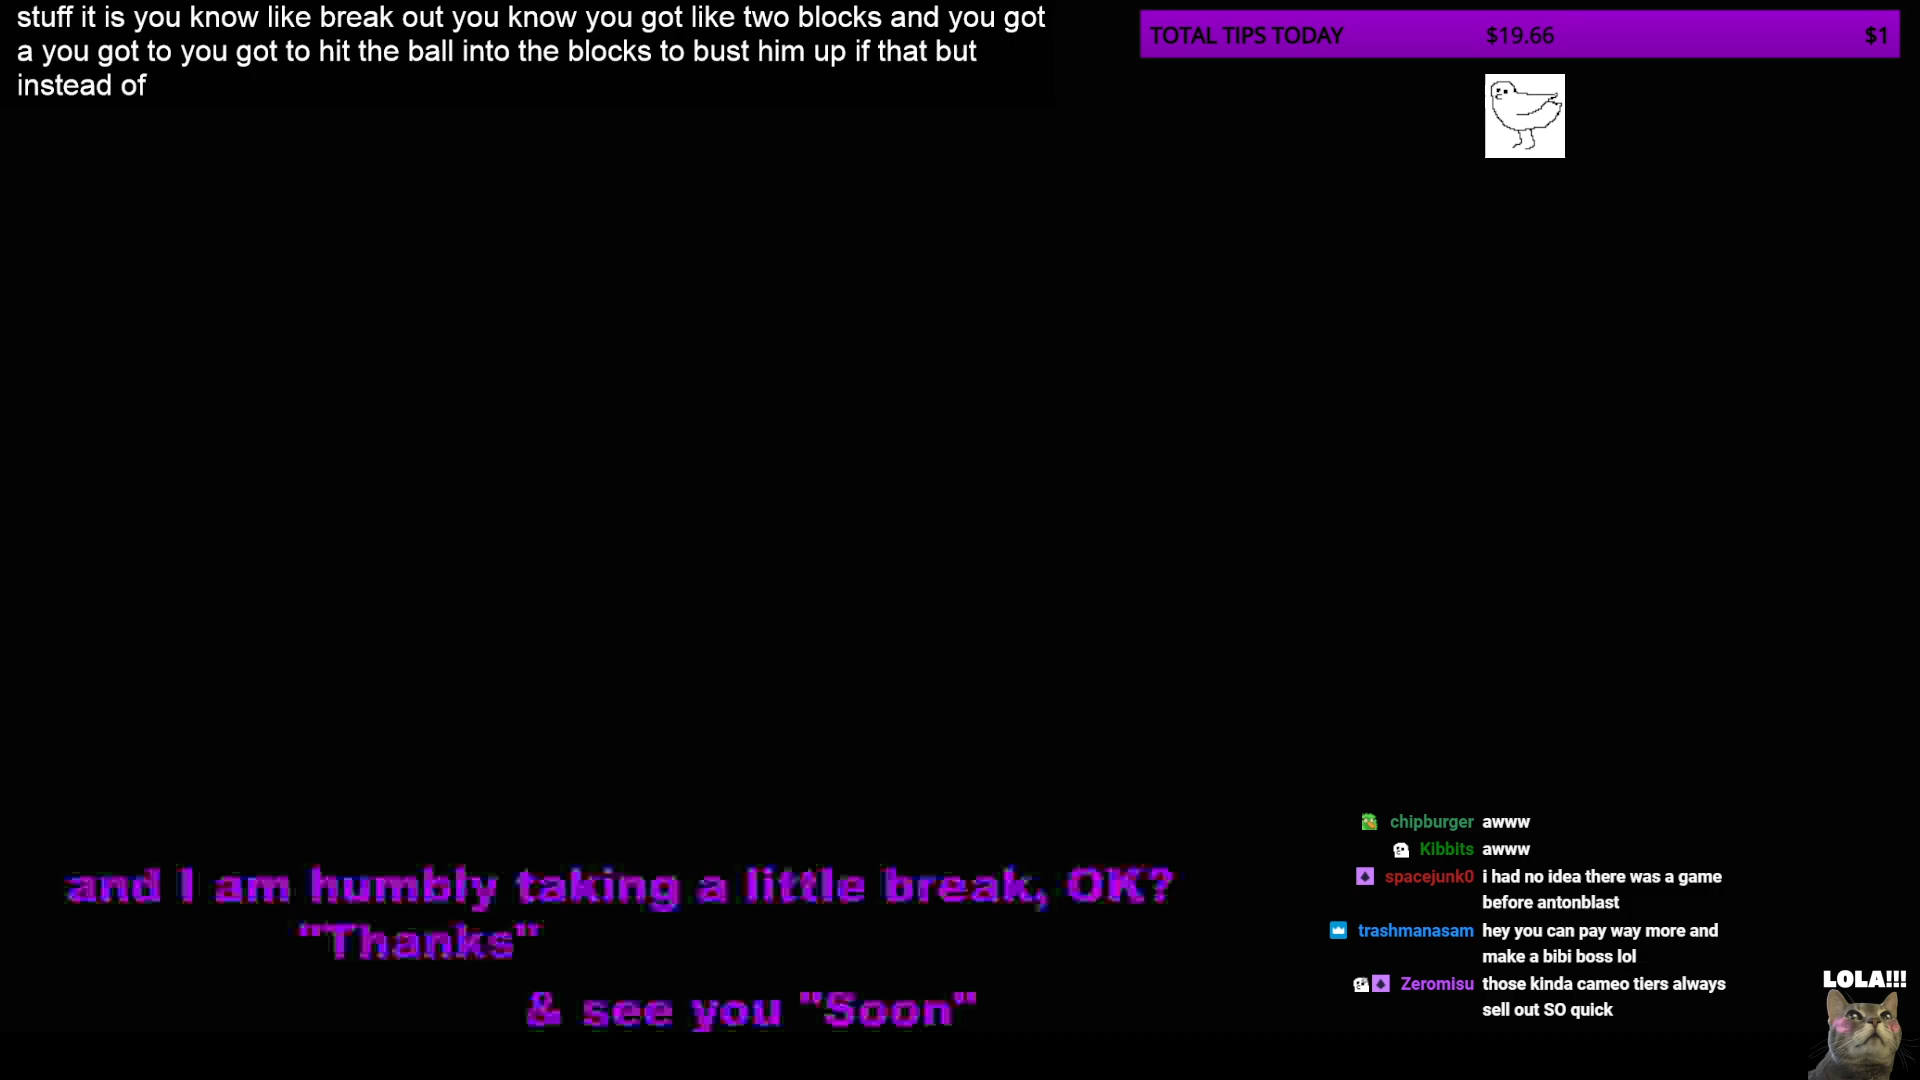 stuff it is you know like break out you know you got like two blocks and you got
a you got to you got to hit the ball into the blocks to bust him up if that but
instead of
TOTAL TIPS TODAY $19.66 $1
chipburger awww
Kibbits awww
spacejunk0 i had no idea there was a game
before antonblast
trashmanasam hey you can pay way more and
make a bibi boss lol
Zeromisu those kinda cameo tiers always
sell out SO quick
and I am humbly taking a little break, OK?
"Thanks"
& see you "Soon"
LOLA!!!